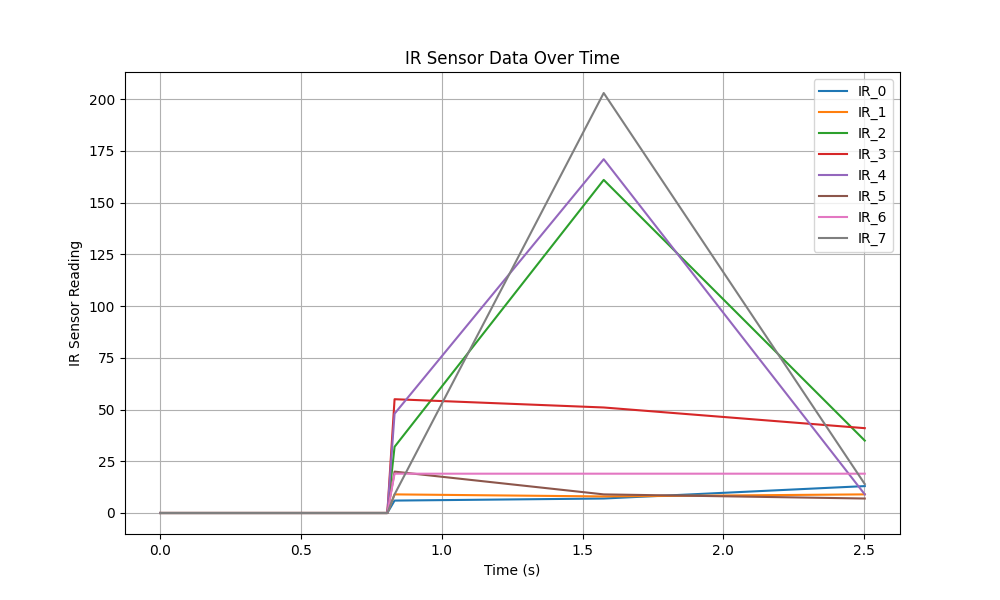 IR Sensor Data Over Time
IR Sensor Reading
200
175
150
125
100
75
50
25
0
0.0 0.5 1.0 1.5 2.0 2.5
Time (s)
IR_0
IR_1
IR_2
IR_3
IR_4
IR_5
IR_6
IR_7